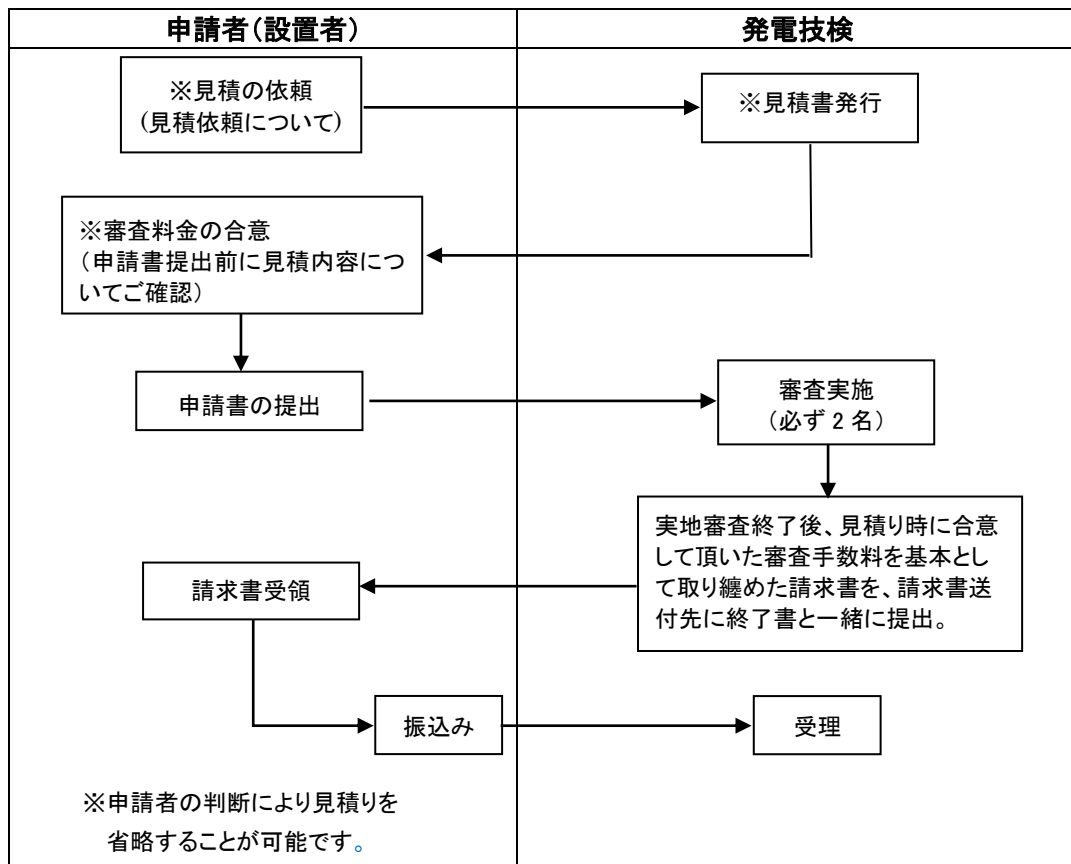 申請者（設置者）
発電技検
※見積の依頼
(見積依頼について)
※見積書発行
※審査料金の合意
（申請書提出前に見積内容につ
いてご確認）
申請書の提出
審査実施
（必ず 2 名）
実地審査終了後、見積り時に合意
して頂いた審査手数料を基本とし
て取り纏めた請求書を、請求書送
付先に終了書と一緒に提出。
請求書受領
振込み
受理
※申請者の判断により見積りを
省略することが可能です。